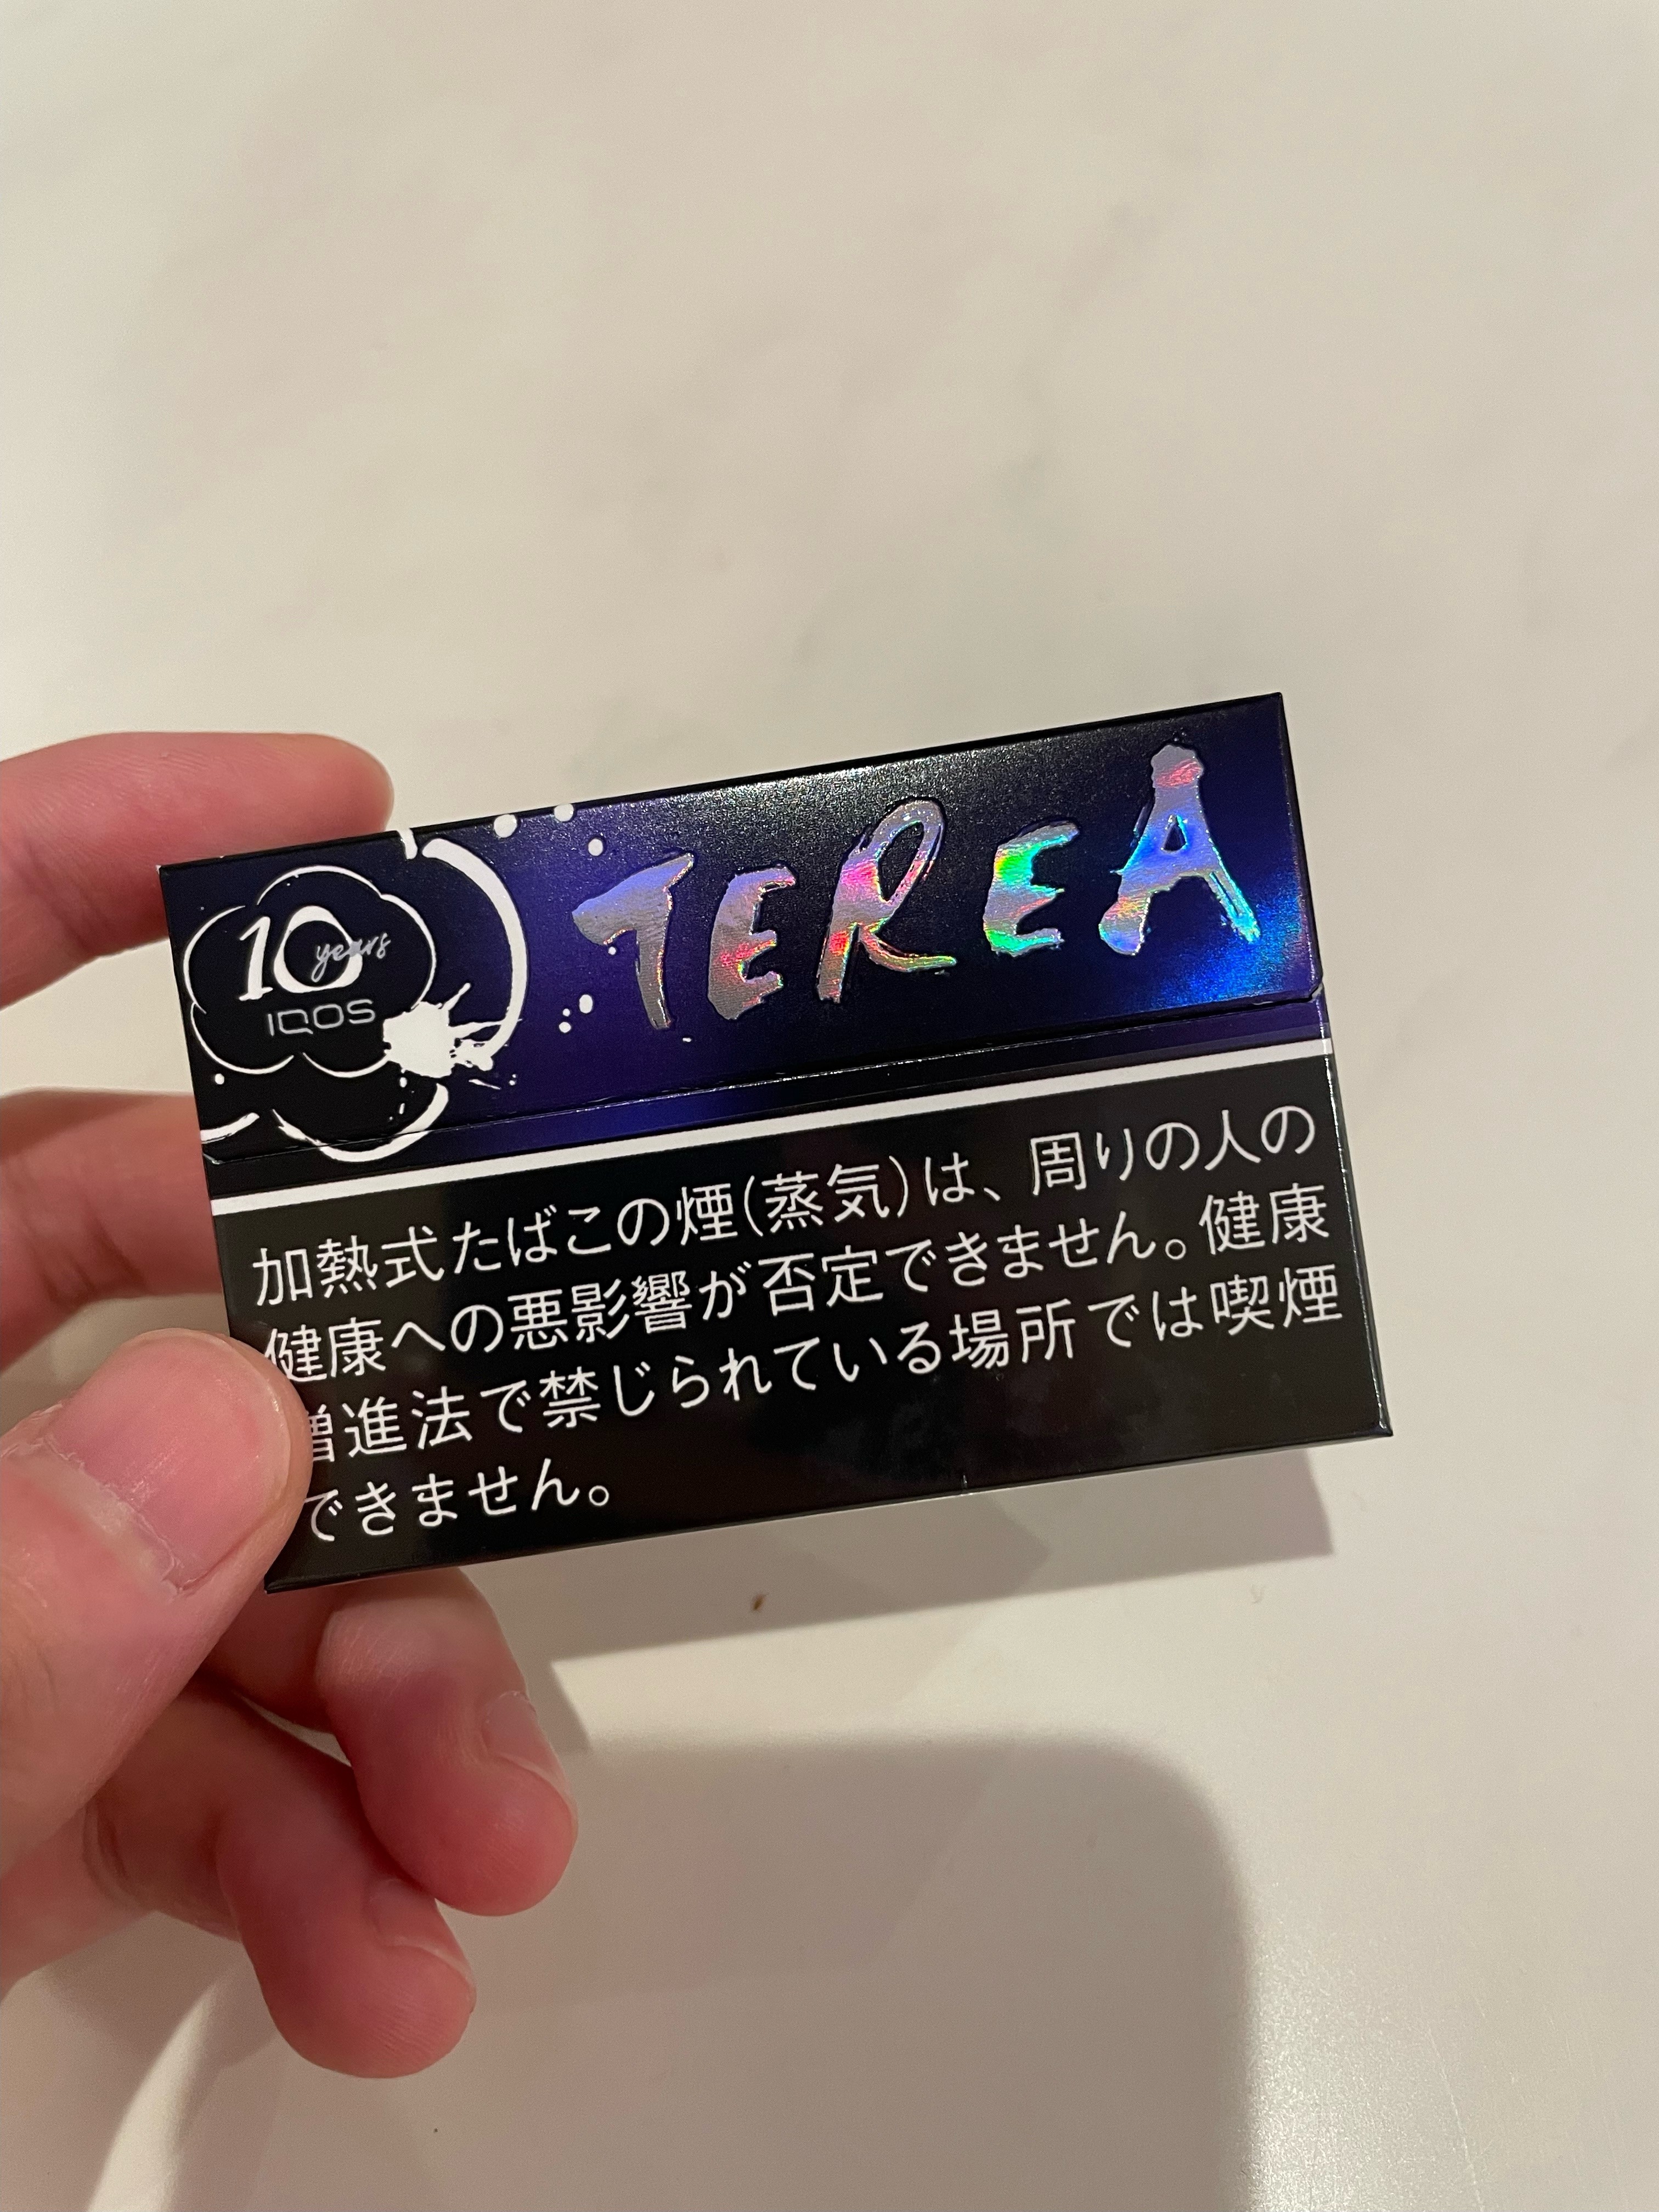 10
years
IQOS
TEREA
加熱式たばこの煙(蒸気)は、周りの人の
健康への悪影響が否定できません。健康
増進法で禁じられている場所では喫煙
できません。